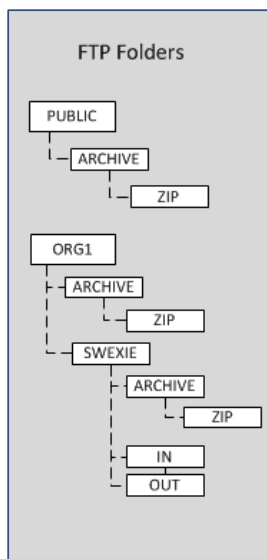 FTP Folders
PUBLIC
ARCHIVE
ZIP
ORG1
ARCHIVE
ZIP
SWEXIE
ARCHIVE
ZIP
IN
OUT